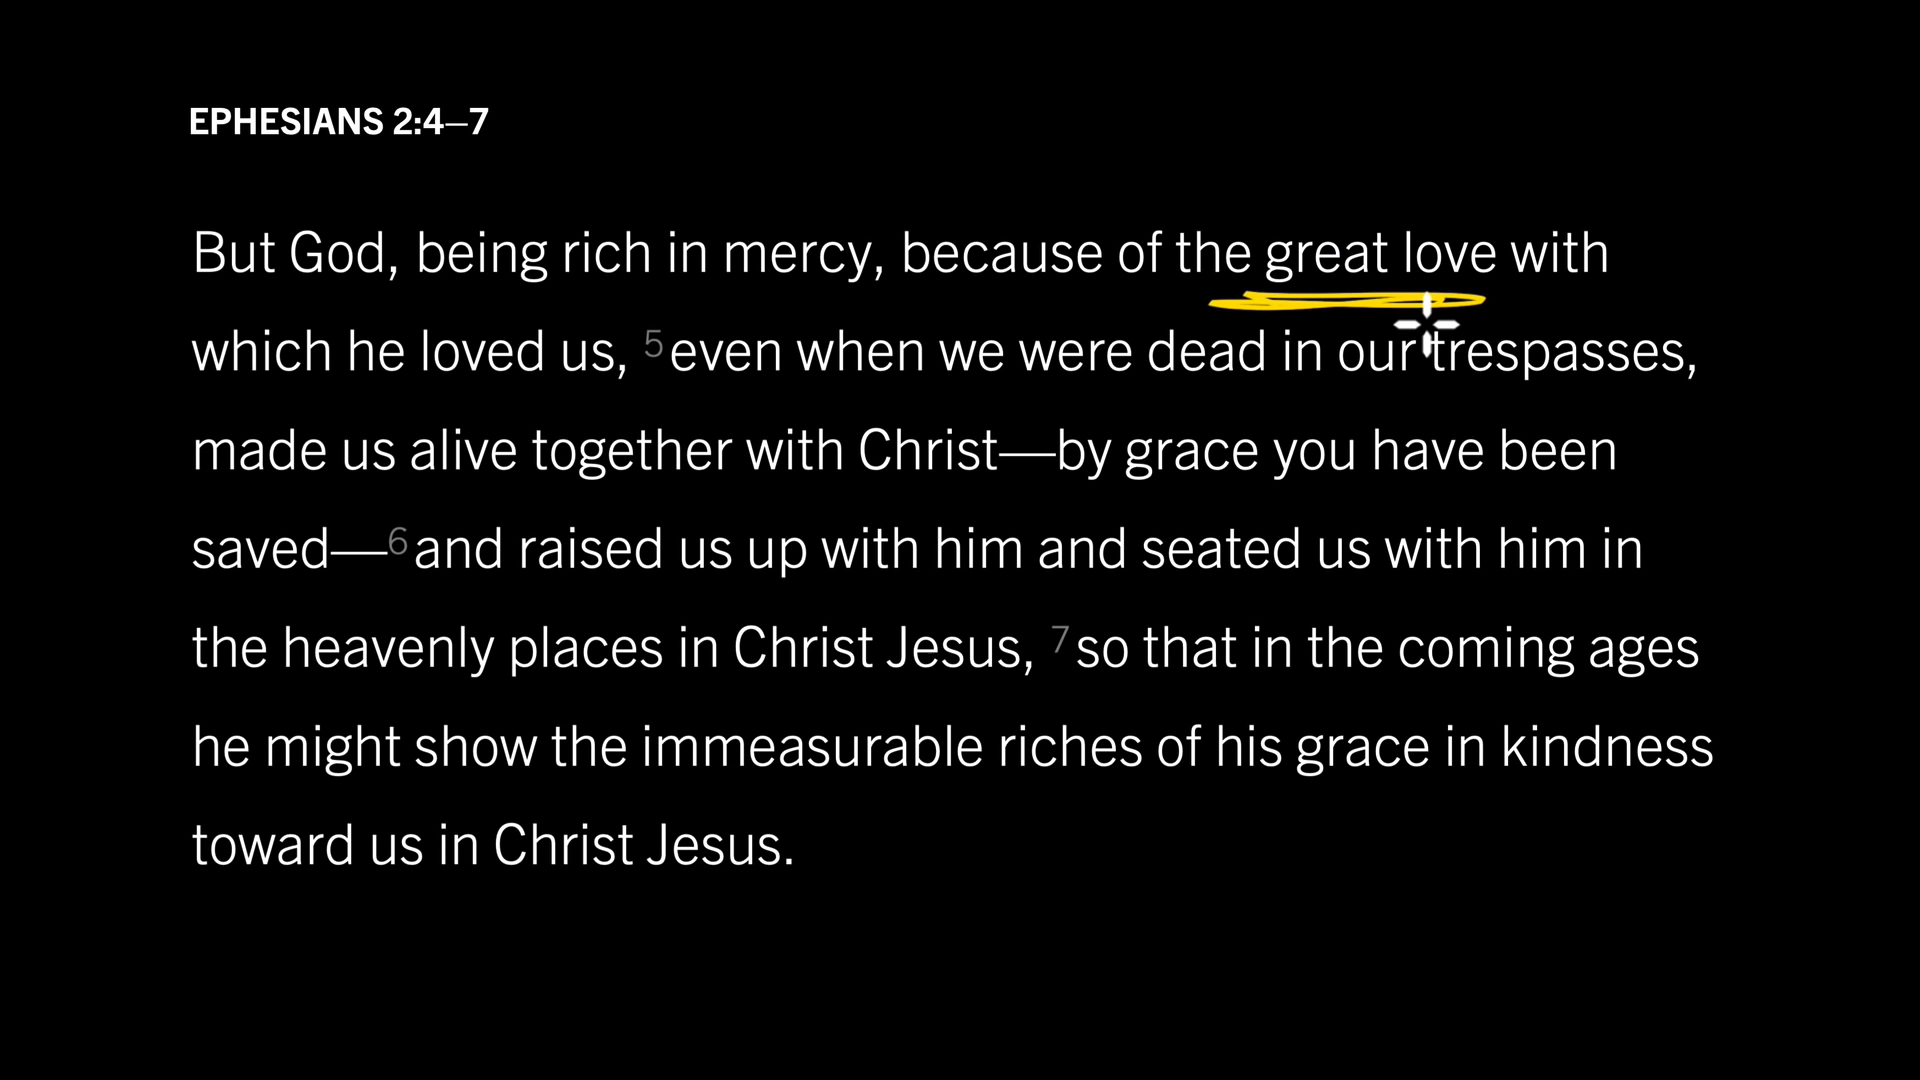 EPHESIANS 2:4–7
But God, being rich in mercy, because of the great love with
which he loved us, 5 even when we were dead in our trespasses,
made us alive together with Christ—by grace you have been
saved—6 and raised us up with him and seated us with him in
the heavenly places in Christ Jesus, 7 so that in the coming ages
he might show the immeasurable riches of his grace in kindness
toward us in Christ Jesus.